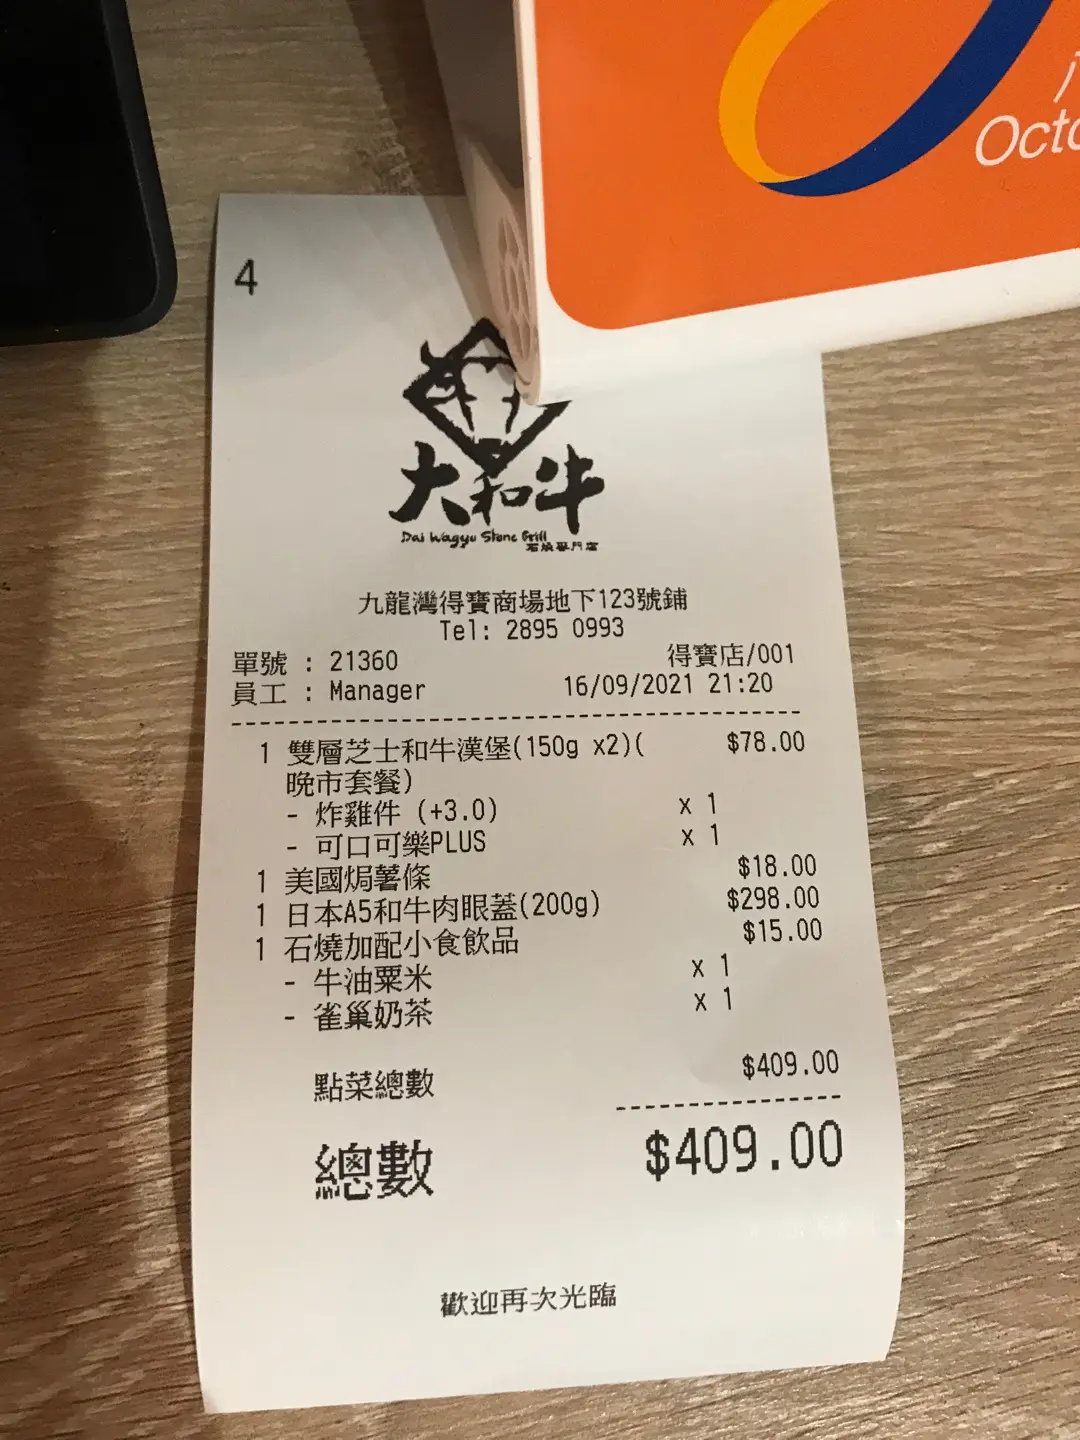 Octo
4
大和牛
Dai Wagyu Stone Grill
石燒專門店
九龍灣得寶商場地下123號鋪
Tel: 2895 0993
單號 : 21360 得寶店/001
員工 : Manager 16/09/2021 21:20
1 雙層芝士和牛漢堡(150g x2)( $78.00
晚市套餐)
- 炸雞件 (+3.0) x 1
- 可口可樂PLUS x 1
1 美國焗薯條 $18.00
1 日本A5和牛肉眼蓋(200g) $298.00
1 石燒加配小食飲品 $15.00
- 牛油粟米 x 1
- 雀巢奶茶 x 1
點菜總數 $409.00
總數 $409.00
歡迎再次光臨